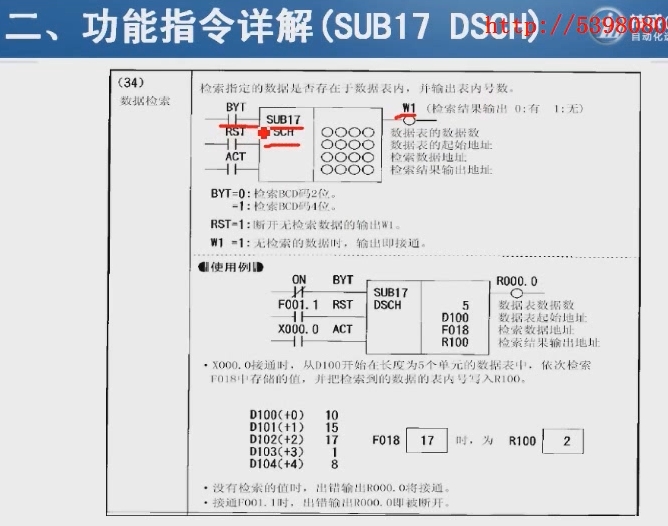 二、功能指令详解(SUB17 DSCH)
http://5398080
自动化
(34)
数据检索
检索指定的数据是否存在于数据表内，并输出表内号数。
BYT
W1 (检索结果输出 0:有 1:无)
SUB17
RST
SCH
数据表的数据数
数据表的起始地址
ACT
检索数据地址
检索结果输出地址
BYT=0:检索BCD码2位。
=1:检索BCD码4位。
RST=1:断开无检索数据的输出W1。
W1 =1:无检索的数据时，输出即接通。
使用例
ON BYT
R000.0
SUB17
F001.1 RST DSCH 5 数据表数据数
D100 数据表起始地址
X000.0 ACT F018 检索数据地址
R100 检索结果输出地址
·X000.0接通时，从D100开始在长度为5个单元的数据表中，依次检索
F018中存储的值，并把检索到的数据的表内号写入R100。
D100(+0) 10
D101(+1) 15
D102(+2) 17 F018 17 时，为 R100 2
D103(+3) 1
D104(+4) 8
·没有检索的值时，出错输出R000.0将接通。
·接通F001.1时，出错输出R000.0即被断开。